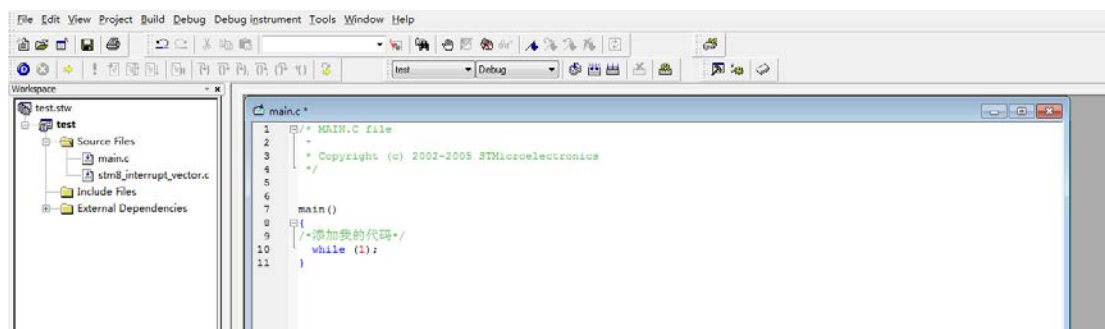 File Edit View Project Build Debug Debug instrument Tools Window Help
test Debug
Workspace
test.stw
test
Source Files
main.c
stm8_interrupt_vector.c
Include Files
External Dependencies
main.c *
1 /* MAIN.C file
2 *
3 * Copyright (c) 2002-2005 STMicroelectronics
4 */
5
6
7 main()
8 {
9 /*添加我的代码*/
10 while (1);
11 }